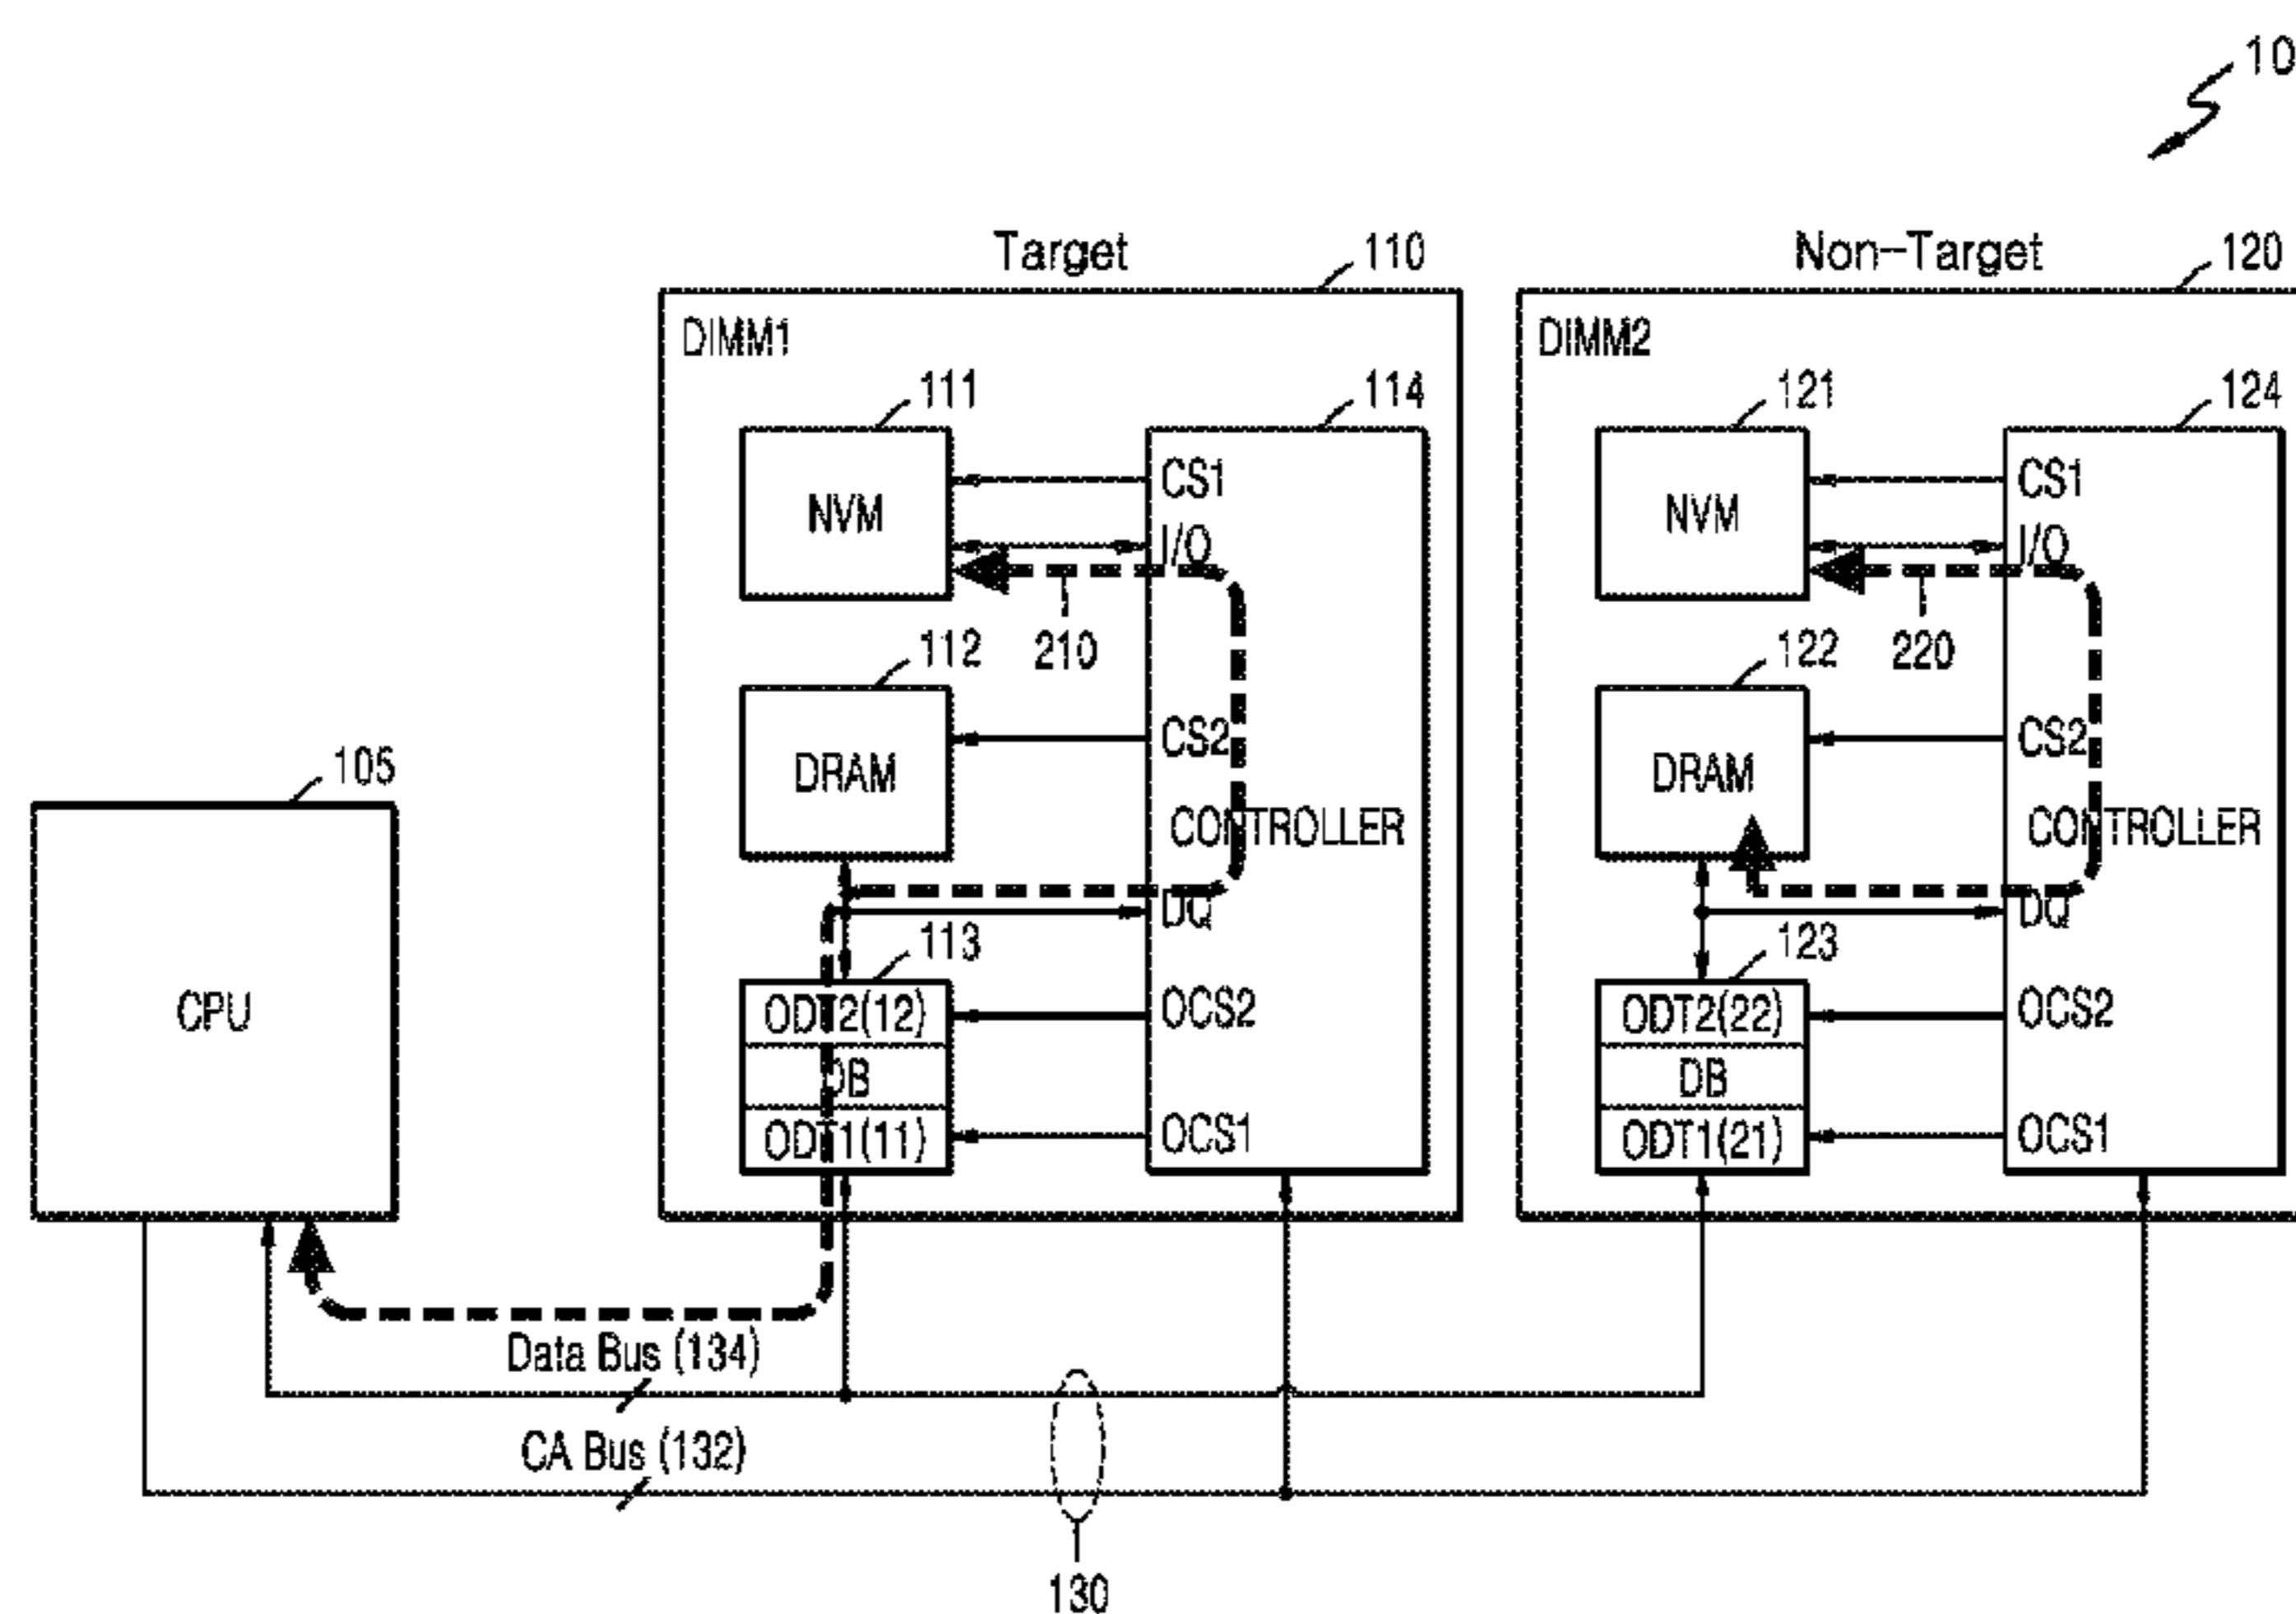 10
Target
110
Non-Target
120
DIMM1
DIMM2
111
114
121
124
NVM
CS1
I/O
NVM
CS1
I/O
210
220
112
122
DRAM
CS2
DRAM
CS2
105
CONTROLLER
CONTROLLER
DQ
DQ
113
123
CPU
ODT2(12)
OCS2
ODT2(22)
OCS2
DB
DB
ODT1(11)
OCS1
ODT1(21)
OCS1
Data Bus (134)
CA Bus (132)
130